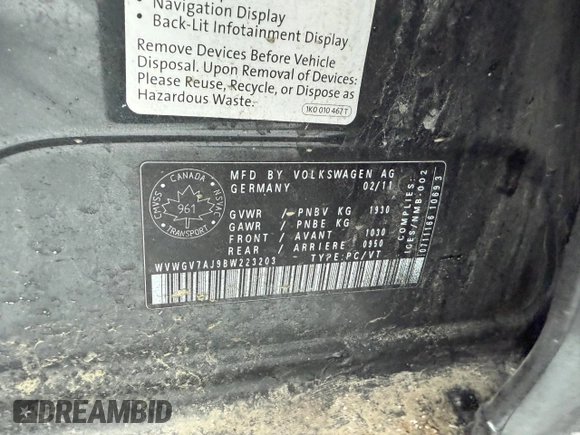 • Navigation Display
• Back-Lit Infotainment Display
Remove Devices Before Vehicle
Disposal. Upon Removal of Devices:
Please Reuse, Recycle, or Dispose as
Hazardous Waste.
1K0 010 467 T
CANADA
CMVSS
NSVAC
961
TRANSPORT
MFD BY VOLKSWAGEN AG
GERMANY 02/11
GVWR / PNBV KG 1930
GAWR / PNBE KG
FRONT / AVANT 1030
REAR / ARRIERE 0950
WVWGV7AJ9BW223203 TYPE:PC/VT
COMPLIES:
ICES/NMB-002
DREAMBID